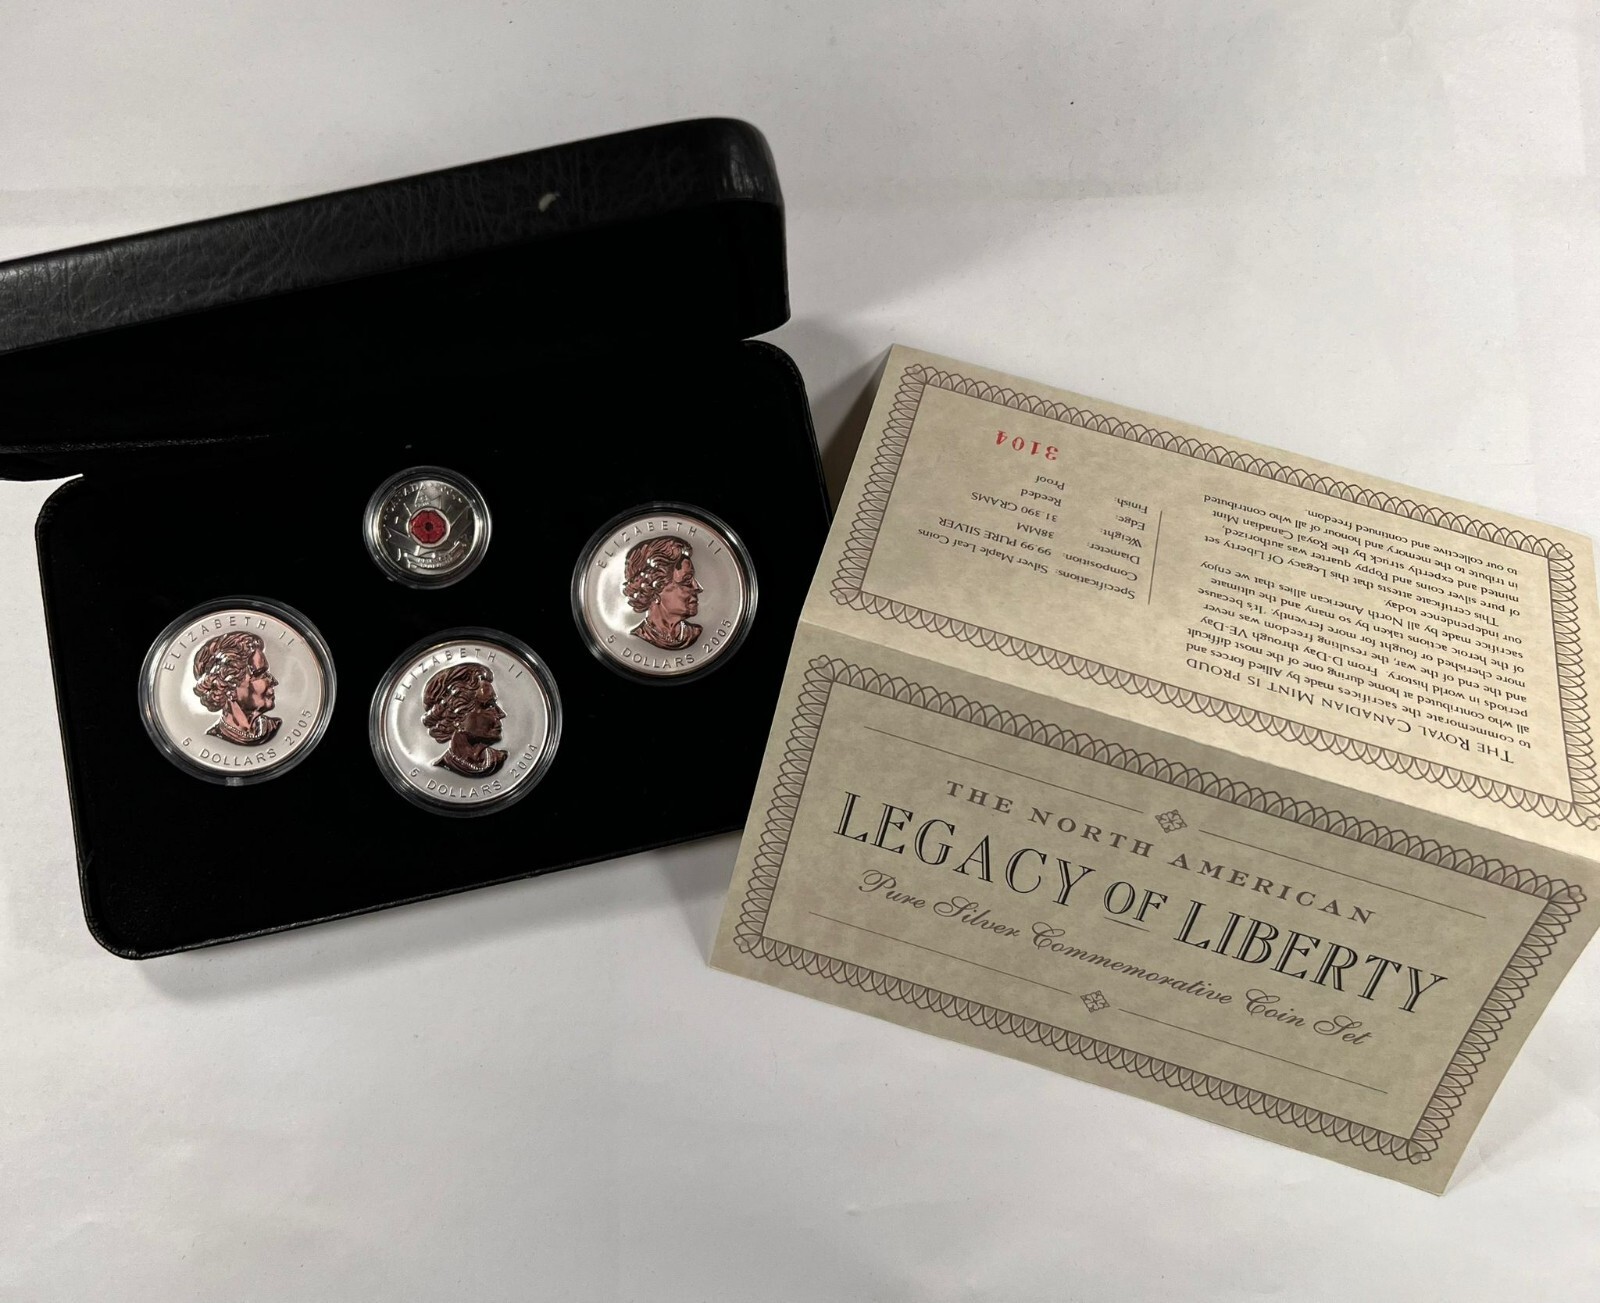 CANADA
ELIZABETH II
5 DOLLARS 2005
ELIZABETH II
5 DOLLARS 2004
ELIZABETH II
5 DOLLARS 2005
THE ROYAL CANADIAN MINT IS PROUD
to commemorate the sacrifices made by Allied forces and
all who contributed at home during one of the most difficult
periods in world history. From D-Day through VE-Day
and the end of the war, the resulting freedom was never
more cherished or fought for more fervently. It's because
of the heroic actions taken by so many and the ultimate
sacrifice made by all North American allies that we enjoy
our independence today.
This certificate attests that this Legacy Of Liberty set
of pure silver coins and Poppy quarter was authorized,
minted and expertly struck by the Royal Canadian Mint
in tribute to the memory and honour of all who contributed
to our collective and continued freedom.
Specifications: Silver Maple Leaf Coins
Composition: 99.99 PURE SILVER
Diameter: 38MM
Weight: 31.390 GRAMS
Edge: Reeded
Finish: Proof
3104
THE NORTH AMERICAN
LEGACY OF LIBERTY
Pure Silver Commemorative Coin Set